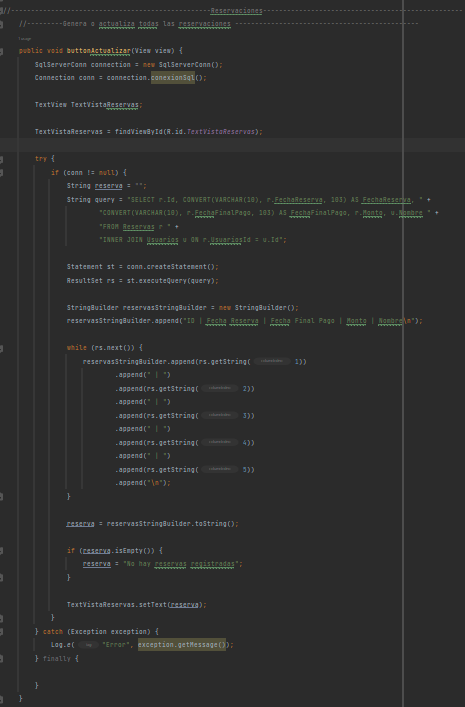 //--------------------------------------------------Reservaciones--------------------------------------------------
//---------Genera o actualiza todas las reservaciones ----------------------------------------------
1 usage
public void buttonActualizar(View view) {
SqlServerConn connection = new SqlServerConn();
Connection conn = connection.conexionSql();
TextView TextVistaReservas;
TextVistaReservas = findViewById(R.id.TextVistaReservas);
try {
if (conn != null) {
String reserva = "";
String query = "SELECT r.Id, CONVERT(VARCHAR(10), r.FechaReserva, 103) AS FechaReserva, " +
"CONVERT(VARCHAR(10), r.FechaFinalPago, 103) AS FechaFinalPago, r.Monto, u.Nombre " +
"FROM Reservas r " +
"INNER JOIN Usuarios u ON r.UsuariosId = u.Id";
Statement st = conn.createStatement();
ResultSet rs = st.executeQuery(query);
StringBuilder reservasStringBuilder = new StringBuilder();
reservasStringBuilder.append("ID | Fecha Reserva | Fecha Final Pago | Monto | Nombre\n");
while (rs.next()) {
reservasStringBuilder.append(rs.getString( 1))
.append(" | ")
.append(rs.getString( 2))
.append(" | ")
.append(rs.getString( 3))
.append(" | ")
.append(rs.getString( 4))
.append(" | ")
.append(rs.getString( 5))
.append("\n");
}
reserva = reservasStringBuilder.toString();
if (reserva.isEmpty()) {
reserva = "No hay reservas registradas";
}
TextVistaReservas.setText(reserva);
}
} catch (Exception exception) {
Log.e( "Error", exception.getMessage());
} finally {
}
}